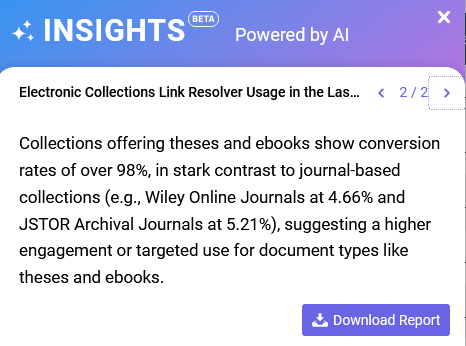 INSIGHTS BETA Powered by AI
Electronic Collections Link Resolver Usage in the Las... 2 / 2
Collections offering theses and ebooks show conversion
rates of over 98%, in stark contrast to journal-based
collections (e.g., Wiley Online Journals at 4.66% and
JSTOR Archival Journals at 5.21%), suggesting a higher
engagement or targeted use for document types like
theses and ebooks.
Download Report